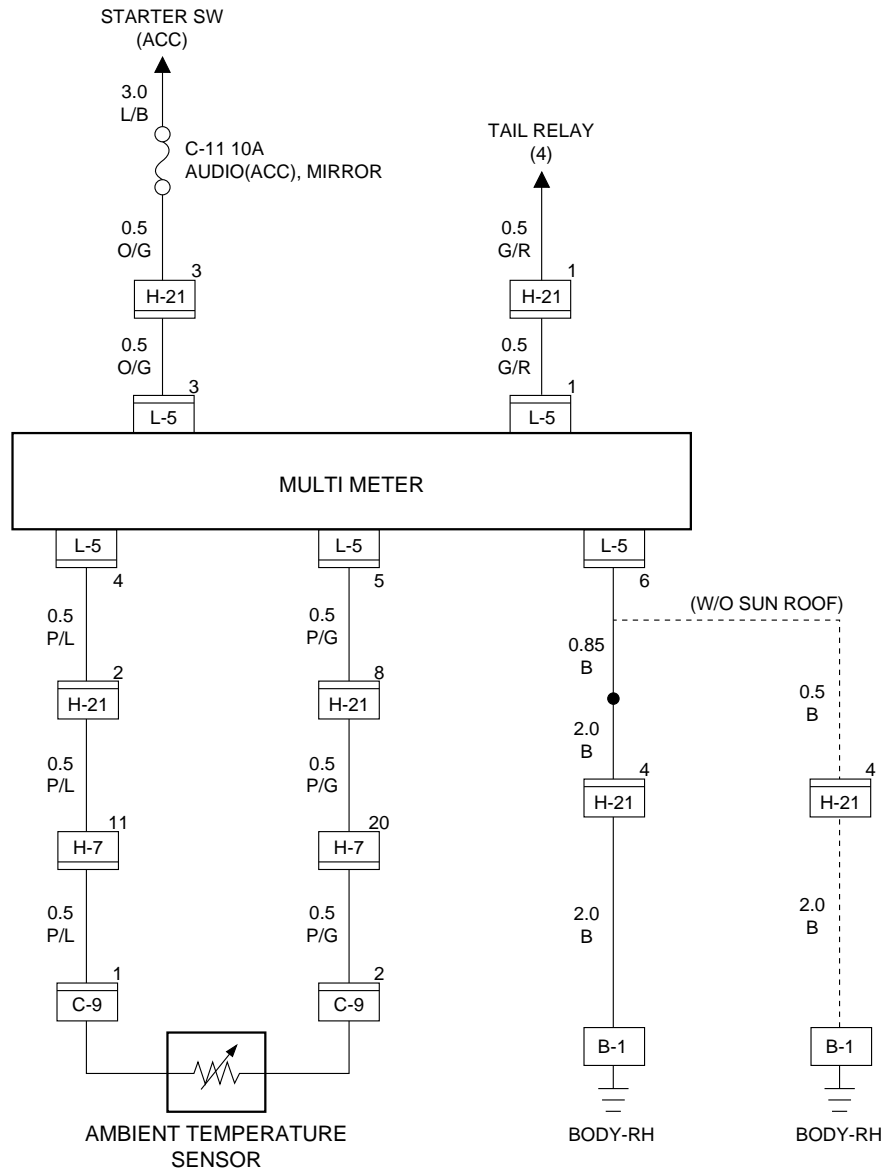 STARTER SW
(ACC)
3.0
L/B
C-11 10A
AUDIO(ACC), MIRROR
TAIL RELAY
(4)
0.5
O/G
0.5
G/R
3
H-21
1
H-21
0.5
O/G
0.5
G/R
3
L-5
1
L-5
MULTI METER
L-5
4
L-5
5
L-5
6
(W/O SUN ROOF)
0.5
P/L
0.5
P/G
0.85
B
2
H-21
8
H-21
0.5
B
0.5
P/L
0.5
P/G
2.0
B
4
H-21
4
H-21
11
H-7
20
H-7
0.5
P/L
0.5
P/G
2.0
B
2.0
B
1
C-9
2
C-9
B-1
B-1
AMBIENT TEMPERATURE
SENSOR
BODY-RH
BODY-RH